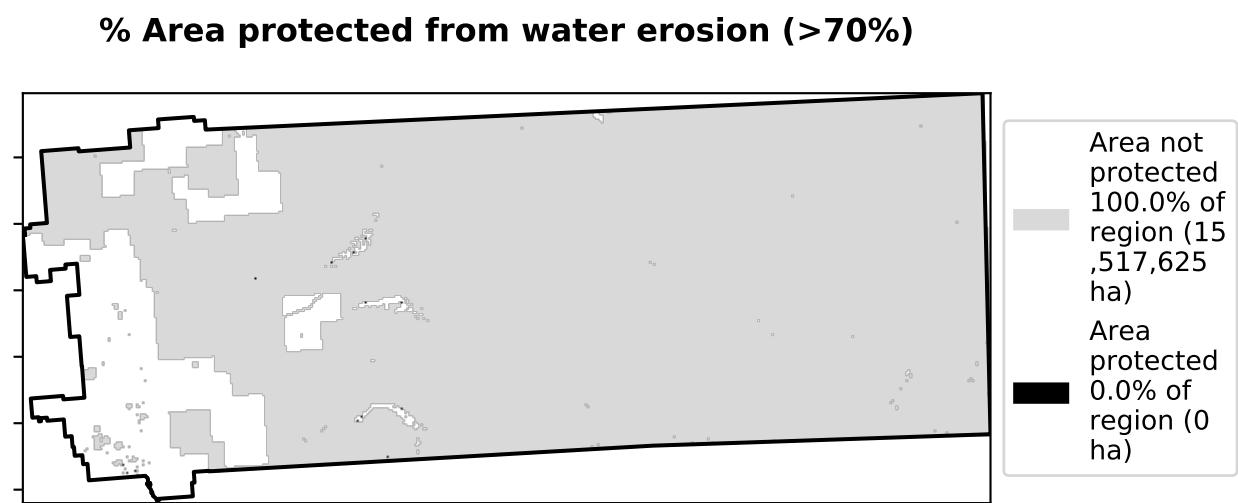 % Area protected from water erosion (>70%)
Area not
protected
100.0% of
region (15
,517,625
ha)
Area
protected
0.0% of
region (0
ha)